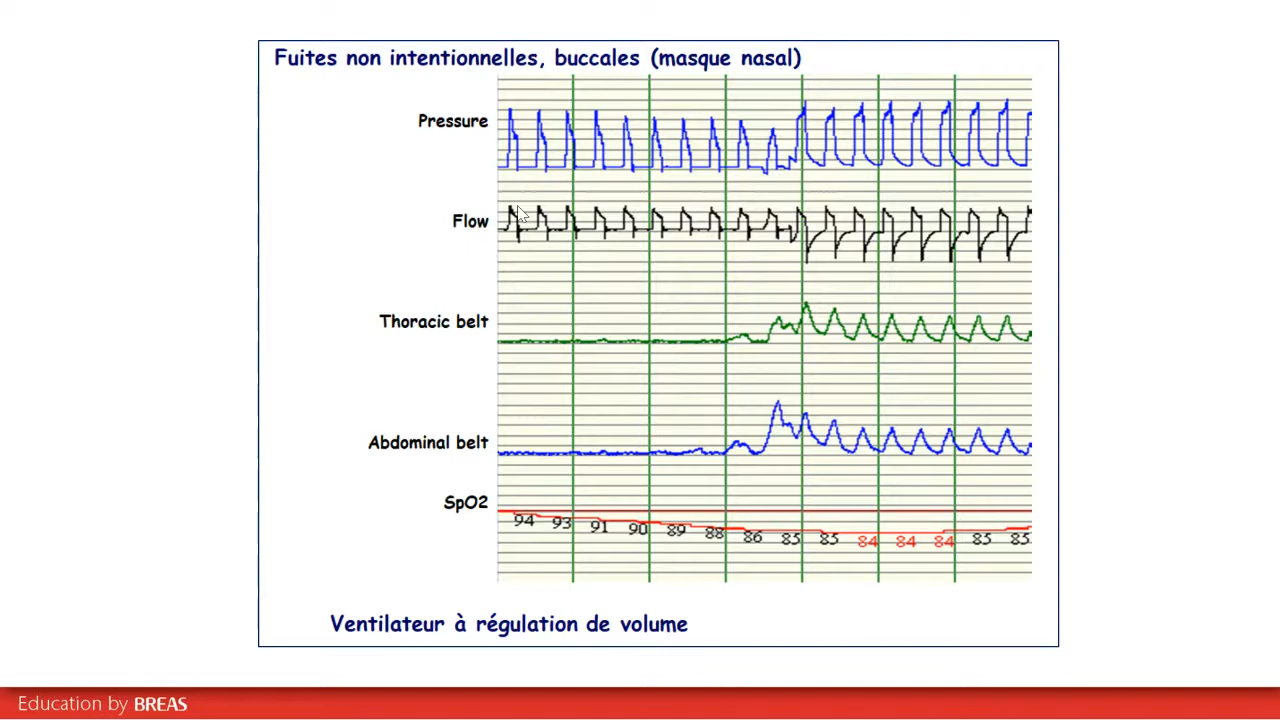 Fuites non intentionnelles, buccales (masque nasal)
Pressure
Flow
Thoracic belt
Abdominal belt
SpO2
94 93 91 90 89 88 86 85 85 84 84 84 85 85
Ventilateur à régulation de volume
Education by BREAS